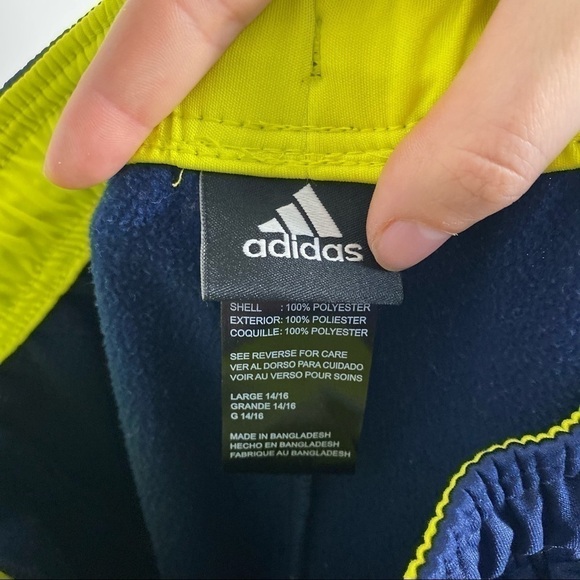 adidas
SHELL : 100% POLYESTER
EXTERIOR: 100% POLIESTER
COQUILLE: 100% POLYESTER
SEE REVERSE FOR CARE
VER AL DORSO PARA CUIDADO
VOIR AU VERSO POUR SOINS
LARGE 14/16
GRANDE 14/16
G 14/16
MADE IN BANGLADESH
HECHO EN BANGLADESH
FABRIQUE AU BANGLADESH